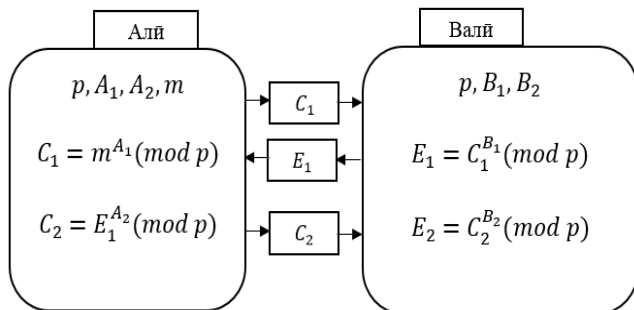 Алӣ
Валӣ
p, A₁, A₂, m
C₁
p, B₁, B₂
C₁ = m^{A₁}(mod p)
E₁
E₁ = C₁^{B₁}(mod p)
C₂ = E₁^{A₂}(mod p)
C₂
E₂ = C₂^{B₂}(mod p)